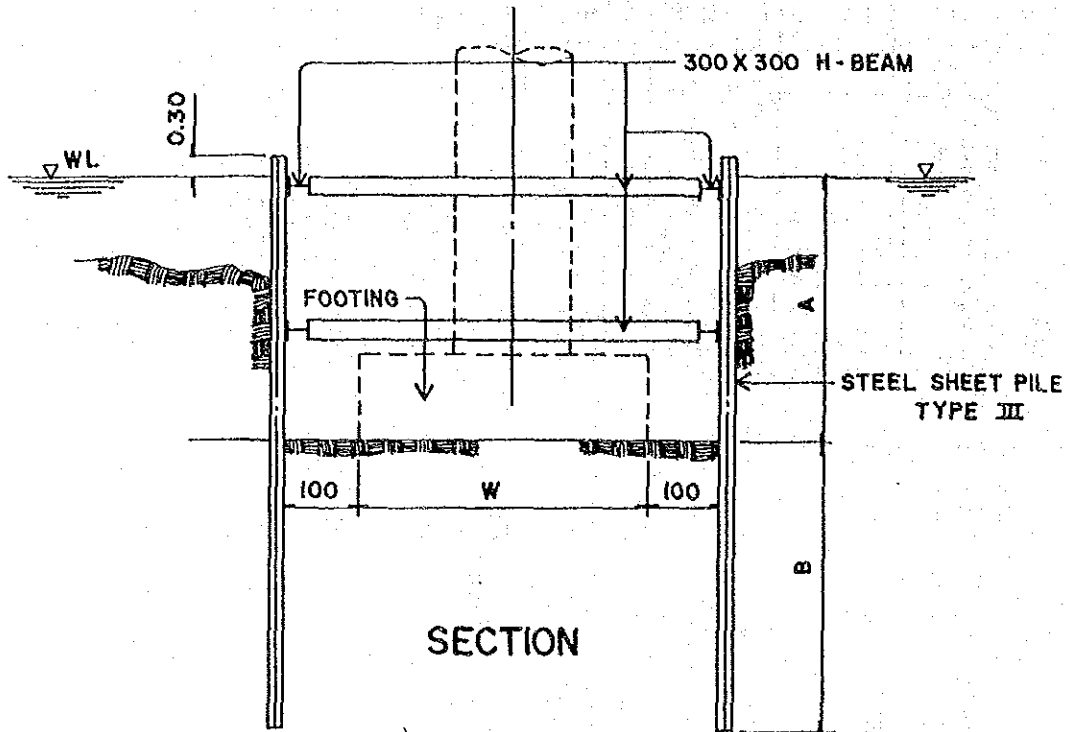 300 X 300 H-BEAM
0.30
WL
FOOTING
A
STEEL SHEET PILE
TYPE III
100
W
100
B
SECTION